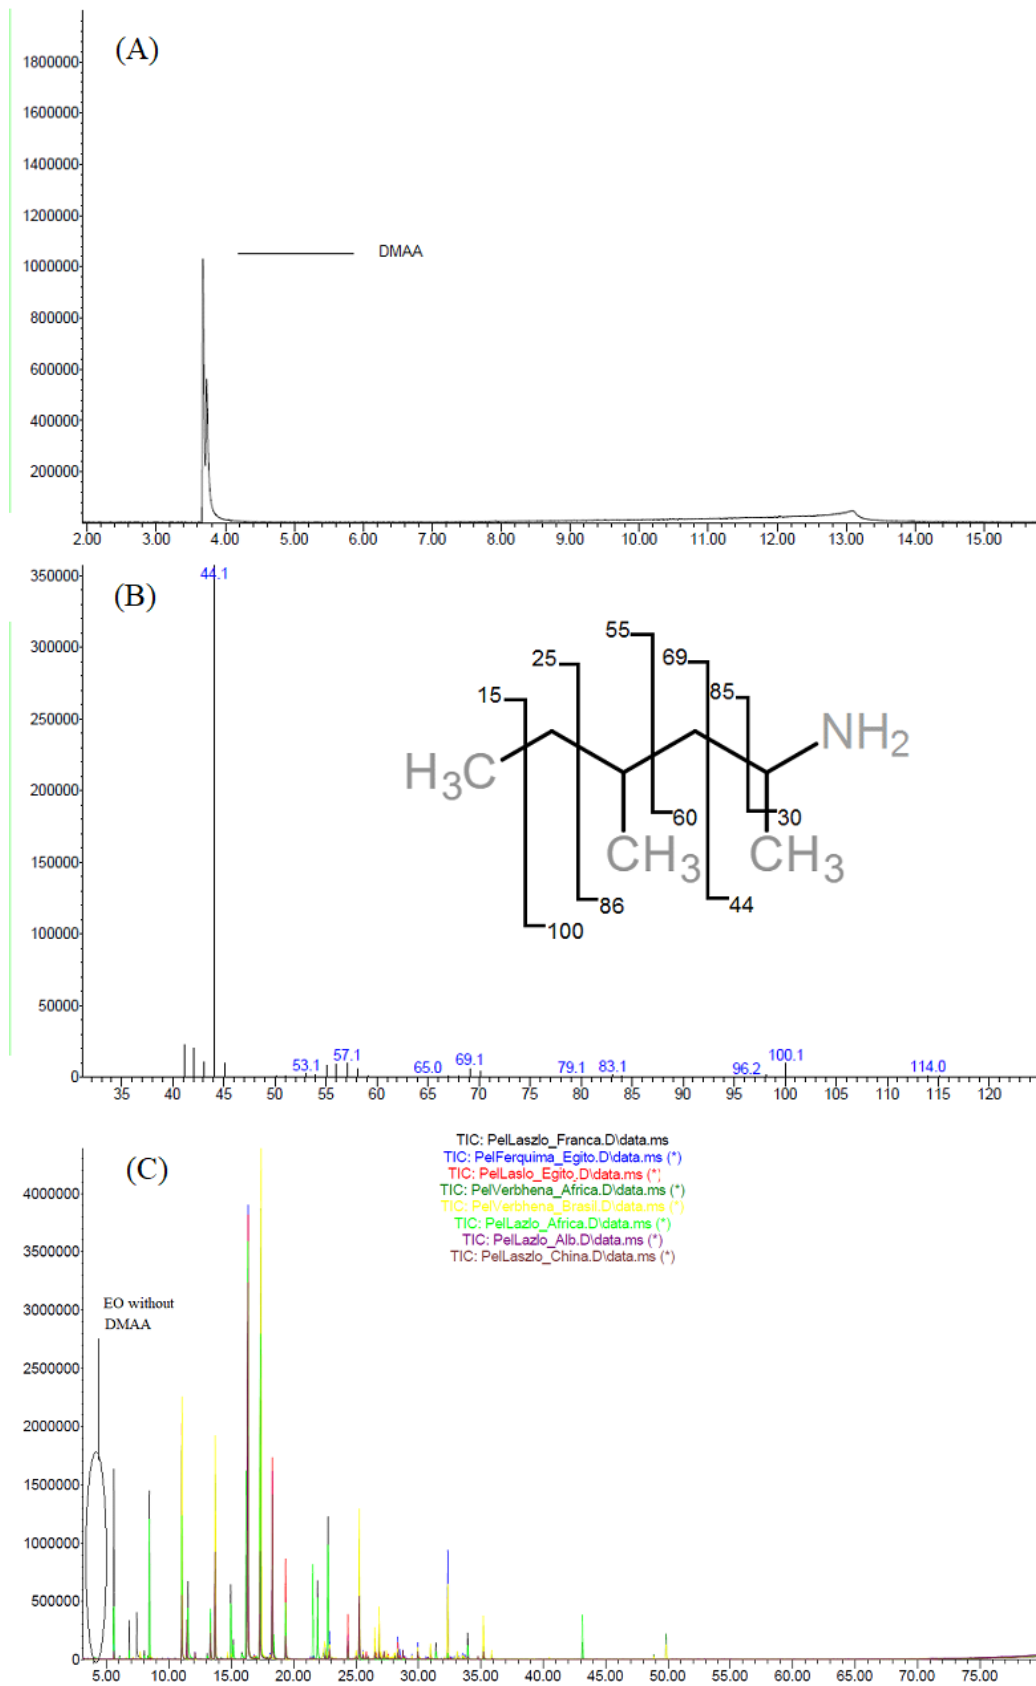 (A)
1800000
1600000
1400000
1200000
1000000
800000
600000
400000
200000
DMAA
2.00 3.00 4.00 5.00 6.00 7.00 8.00 9.00 10.00 11.00 12.00 13.00 14.00 15.00
(B)
350000
300000
250000
200000
150000
100000
50000
0
44.1
53.1 57.1 65.0 69.1 79.1 83.1 96.2 100.1 114.0
55
25 69
15 85
H3C NH2
60 30
CH3 CH3
86 44
100
35 40 45 50 55 60 65 70 75 80 85 90 95 100 105 110 115 120
(C)
TIC: PelLaszlo_Franca.D\data.ms
TIC: PelFerquima_Egito.D\data.ms (*)
TIC: PelLaslo_Egito.D\data.ms (*)
TIC: PelVerbhena_Africa.D\data.ms (*)
TIC: PelVerbhena_Brasil.D\data.ms (*)
TIC: PelLazlo_Africa.D\data.ms (*)
TIC: PelLazlo_Alb.D\data.ms (*)
TIC: PelLaszlo_China.D\data.ms (*)
4000000
3500000
3000000
2500000
2000000
1500000
1000000
500000
0
EO without
DMAA
5.00 10.00 15.00 20.00 25.00 30.00 35.00 40.00 45.00 50.00 55.00 60.00 65.00 70.00 75.00